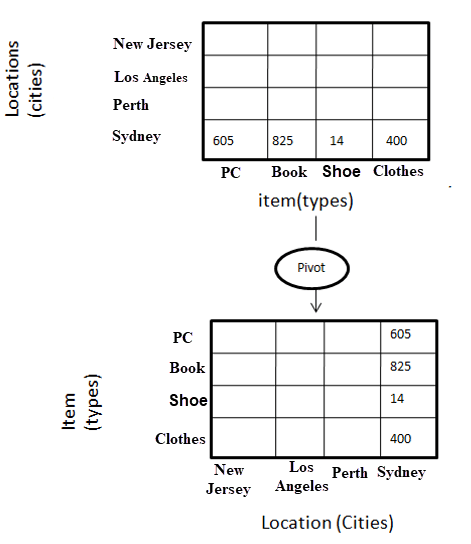 Locations
(cities)
New Jersey
Los Angeles
Perth
Sydney
605 825 14 400
PC Book Shoe Clothes
item(types)
Pivot
Item
(types)
PC 605
Book 825
Shoe 14
Clothes 400
New Jersey Los Angeles Perth Sydney
Location (Cities)